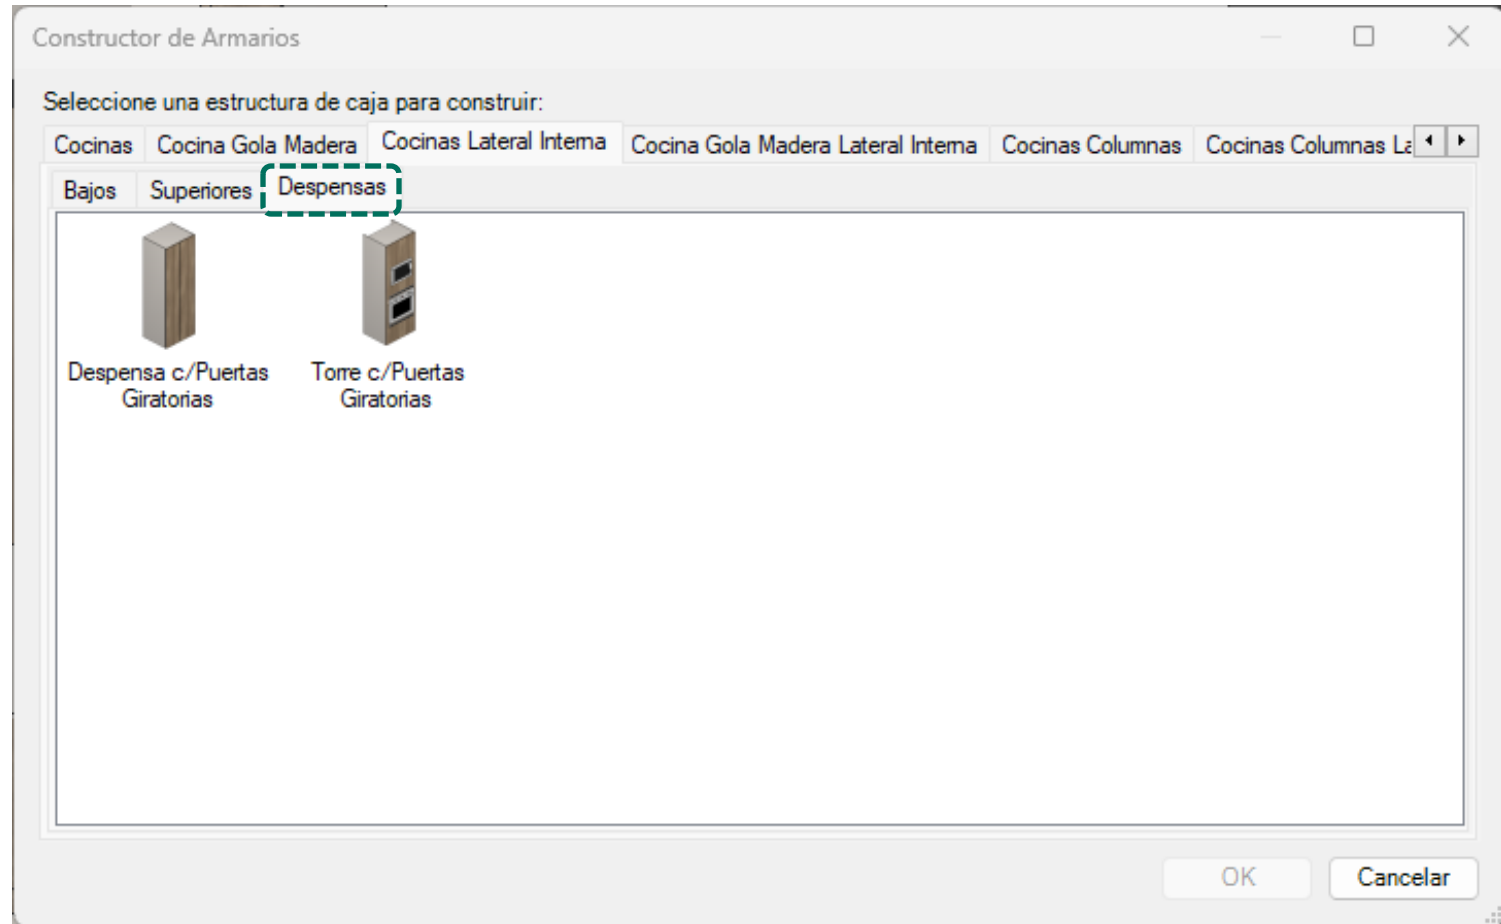 Constructor de Armarios
Seleccione una estructura de caja para construir:
Cocinas Cocina Gola Madera Cocinas Lateral Interna Cocina Gola Madera Lateral Interna Cocinas Columnas Cocinas Columnas La
Bajos Superiores Despensas
Despensa c/Puertas
Giratorias
Torre c/Puertas
Giratorias
OK Cancelar